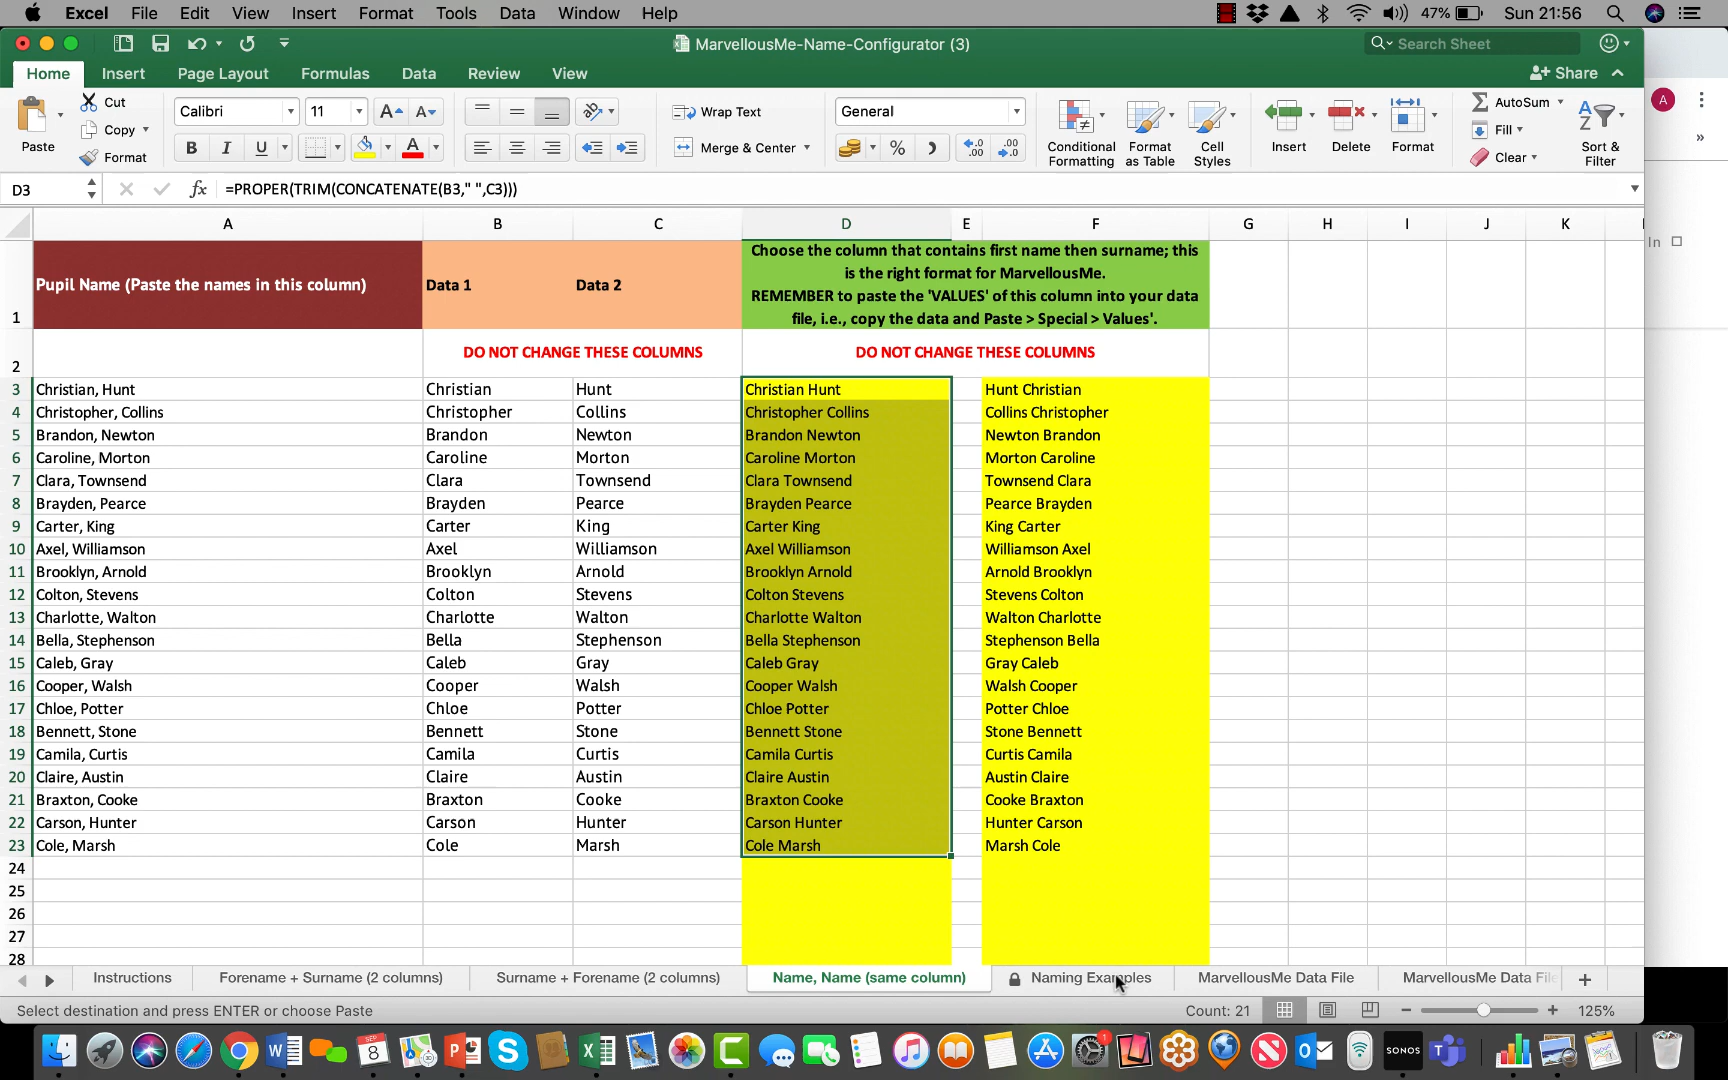 Excel File Edit View Insert Format Tools Data Window Help 47% Sun 21:56
MarvellousMe-Name-Configurator (3) Search Sheet
Home Insert Page Layout Formulas Data Review View Share
Paste Cut Copy Format
Calibri 11 A A
B I U A
Wrap Text
Merge & Center
General
%
Conditional Formatting
Format as Table
Cell Styles
Insert Delete Format
AutoSum
Fill
Clear
Sort & Filter
A
In
D3 fx =PROPER(TRIM(CONCATENATE(B3," ",C3)))
A B C D E F G H I J K
1 Pupil Name (Paste the names in this column) Data 1 Data 2
Choose the column that contains first name then surname; this
is the right format for MarvellousMe.
REMEMBER to paste the 'VALUES' of this column into your data
file, i.e., copy the data and Paste > Special > Values'.
2 DO NOT CHANGE THESE COLUMNS DO NOT CHANGE THESE COLUMNS
3 Christian, Hunt Christian Hunt Christian Hunt Hunt Christian
4 Christopher, Collins Christopher Collins Christopher Collins Collins Christopher
5 Brandon, Newton Brandon Newton Brandon Newton Newton Brandon
6 Caroline, Morton Caroline Morton Caroline Morton Morton Caroline
7 Clara, Townsend Clara Townsend Clara Townsend Townsend Clara
8 Brayden, Pearce Brayden Pearce Brayden Pearce Pearce Brayden
9 Carter, King Carter King Carter King King Carter
10 Axel, Williamson Axel Williamson Axel Williamson Williamson Axel
11 Brooklyn, Arnold Brooklyn Arnold Brooklyn Arnold Arnold Brooklyn
12 Colton, Stevens Colton Stevens Colton Stevens Stevens Colton
13 Charlotte, Walton Charlotte Walton Charlotte Walton Walton Charlotte
14 Bella, Stephenson Bella Stephenson Bella Stephenson Stephenson Bella
15 Caleb, Gray Caleb Gray Caleb Gray Gray Caleb
16 Cooper, Walsh Cooper Walsh Cooper Walsh Walsh Cooper
17 Chloe, Potter Chloe Potter Chloe Potter Potter Chloe
18 Bennett, Stone Bennett Stone Bennett Stone Stone Bennett
19 Camila, Curtis Camila Curtis Camila Curtis Curtis Camila
20 Claire, Austin Claire Austin Claire Austin Austin Claire
21 Braxton, Cooke Braxton Cooke Braxton Cooke Cooke Braxton
22 Carson, Hunter Carson Hunter Carson Hunter Hunter Carson
23 Cole, Marsh Cole Marsh Cole Marsh Marsh Cole
24
25
26
27
28
Instructions Forename + Surname (2 columns) Surname + Forename (2 columns) Name, Name (same column) Naming Examples MarvellousMe Data File MarvellousMe Data File
Select destination and press ENTER or choose Paste Count: 21 125%
SEP 8 SONOS